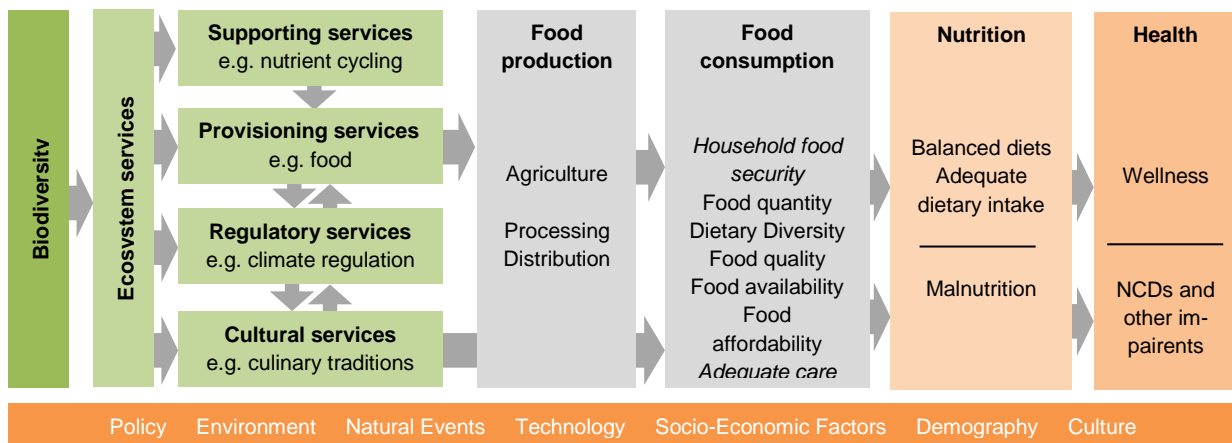 Biodiversity
Ecosystem services
Supporting services
e.g. nutrient cycling
Provisioning services
e.g. food
Regulatory services
e.g. climate regulation
Cultural services
e.g. culinary traditions
Food
production
Agriculture
Processing
Distribution
Food
consumption
Household food
security
Food quantity
Dietary Diversity
Food quality
Food availability
Food
affordability
Adequate care
Nutrition
Balanced diets
Adequate
dietary intake
Malnutrition
Health
Wellness
NCDs and
other im-
pairents
Policy Environment Natural Events Technology Socio-Economic Factors Demography Culture